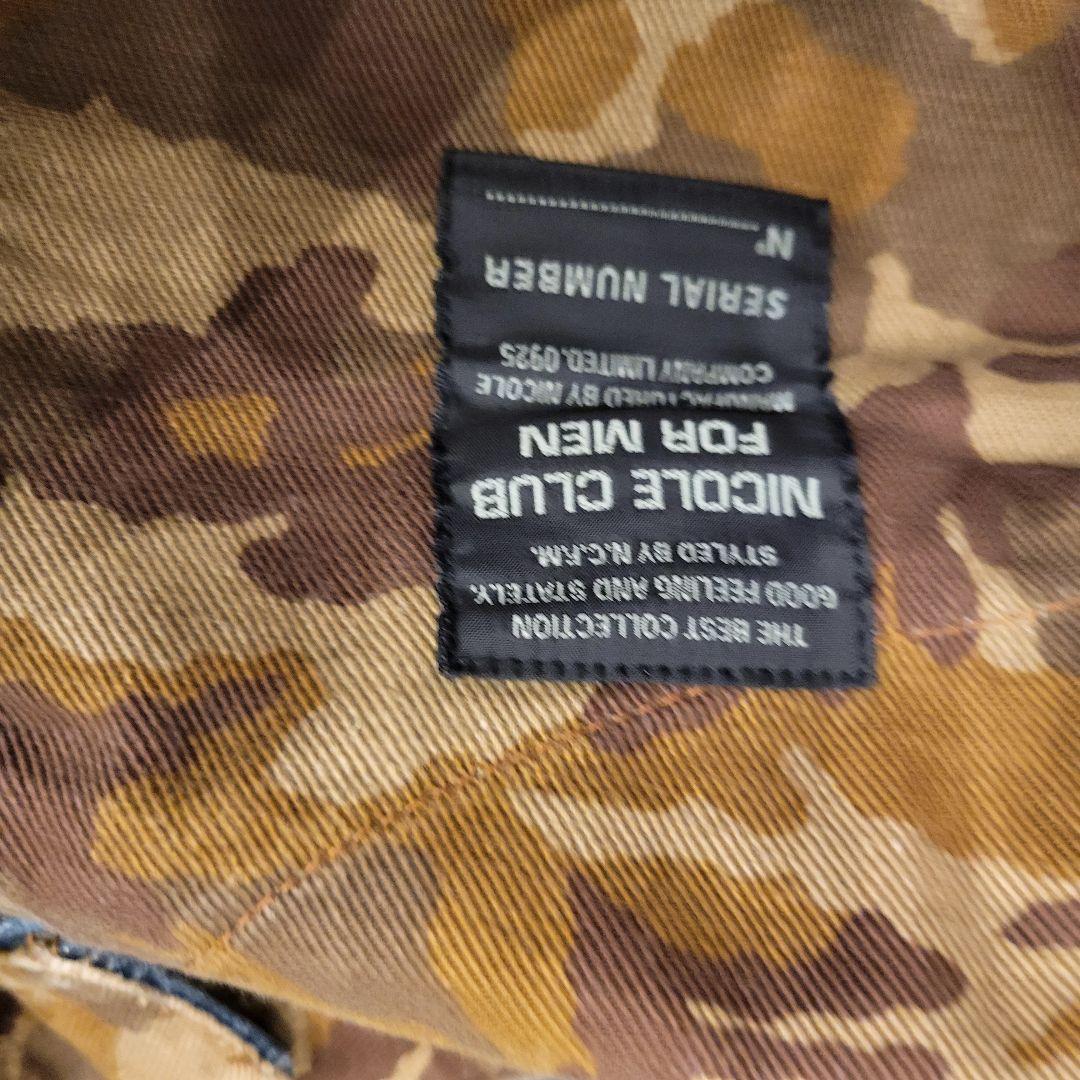 THE BEST COLLECTION
GOOD FEELING AND STATELY.
STYLED BY N.C.F.M.
NICOLE CLUB
FOR MEN
BY NICOLE
COMPANY LIMITED.0925
SERIAL NUMBER
N°